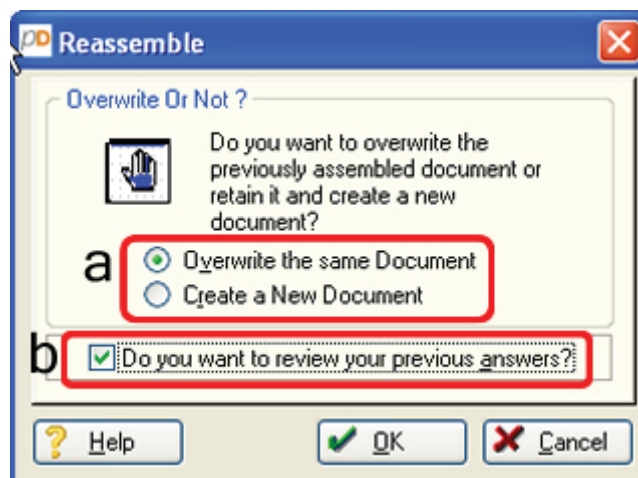 pD Reassemble
Overwrite Or Not ?
Do you want to overwrite the
previously assembled document or
retain it and create a new
document?
a
Overwrite the same Document
Create a New Document
b
Do you want to review your previous answers?
? Help
OK
Cancel